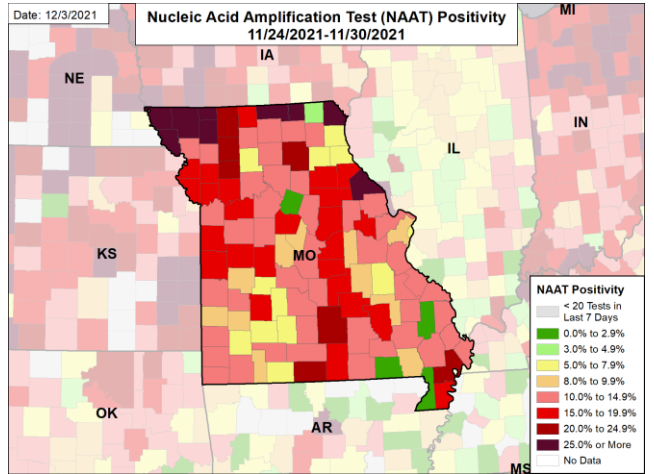 Date: 12/3/2021
Nucleic Acid Amplification Test (NAAT) Positivity
11/24/2021-11/30/2021
MI
IA
NE
IN
IL
MO
KS
NAAT Positivity
< 20 Tests in
Last 7 Days
0.0% to 2.9%
3.0% to 4.9%
5.0% to 7.9%
8.0% to 9.9%
10.0% to 14.9%
15.0% to 19.9%
20.0% to 24.9%
25.0% or More
No Data
OK
AR
MS